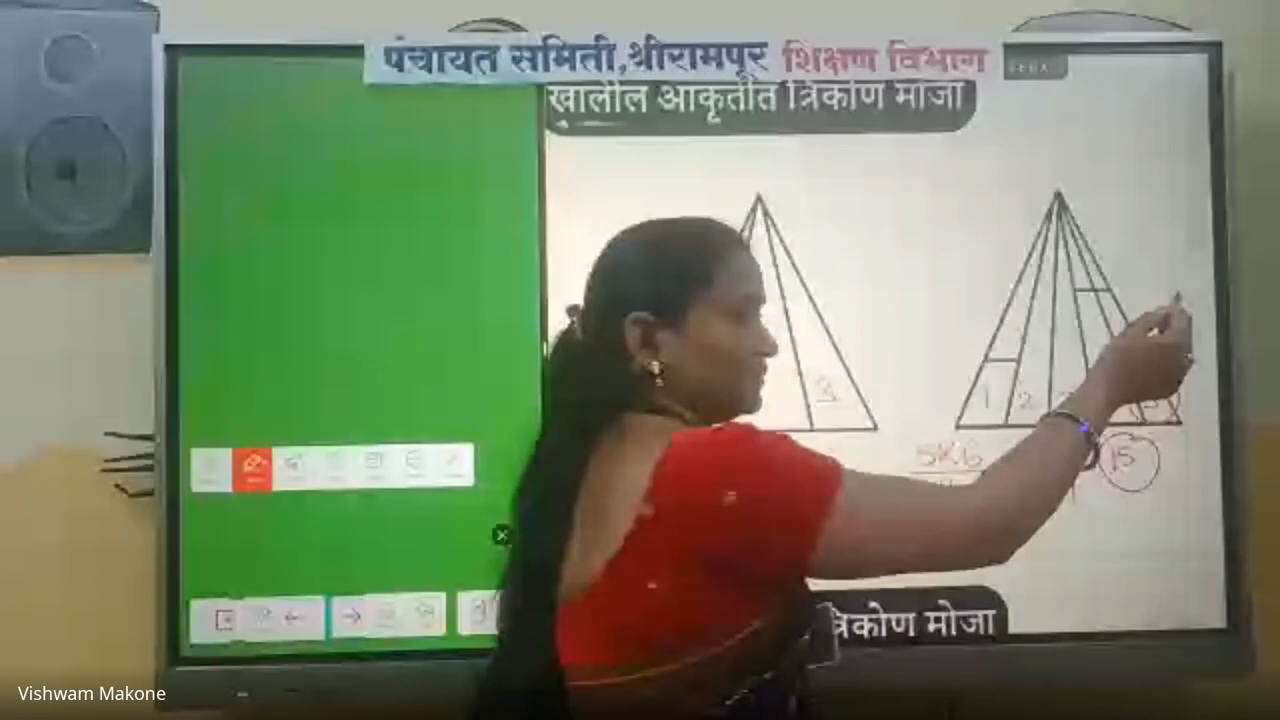 पंचायत समिती,श्रीरामपूर शिक्षण विभाग
खालील आकृतीत त्रिकोण मोजा
3
1 2
5x6
15
त्रिकोण मोजा
Vishwam Makone